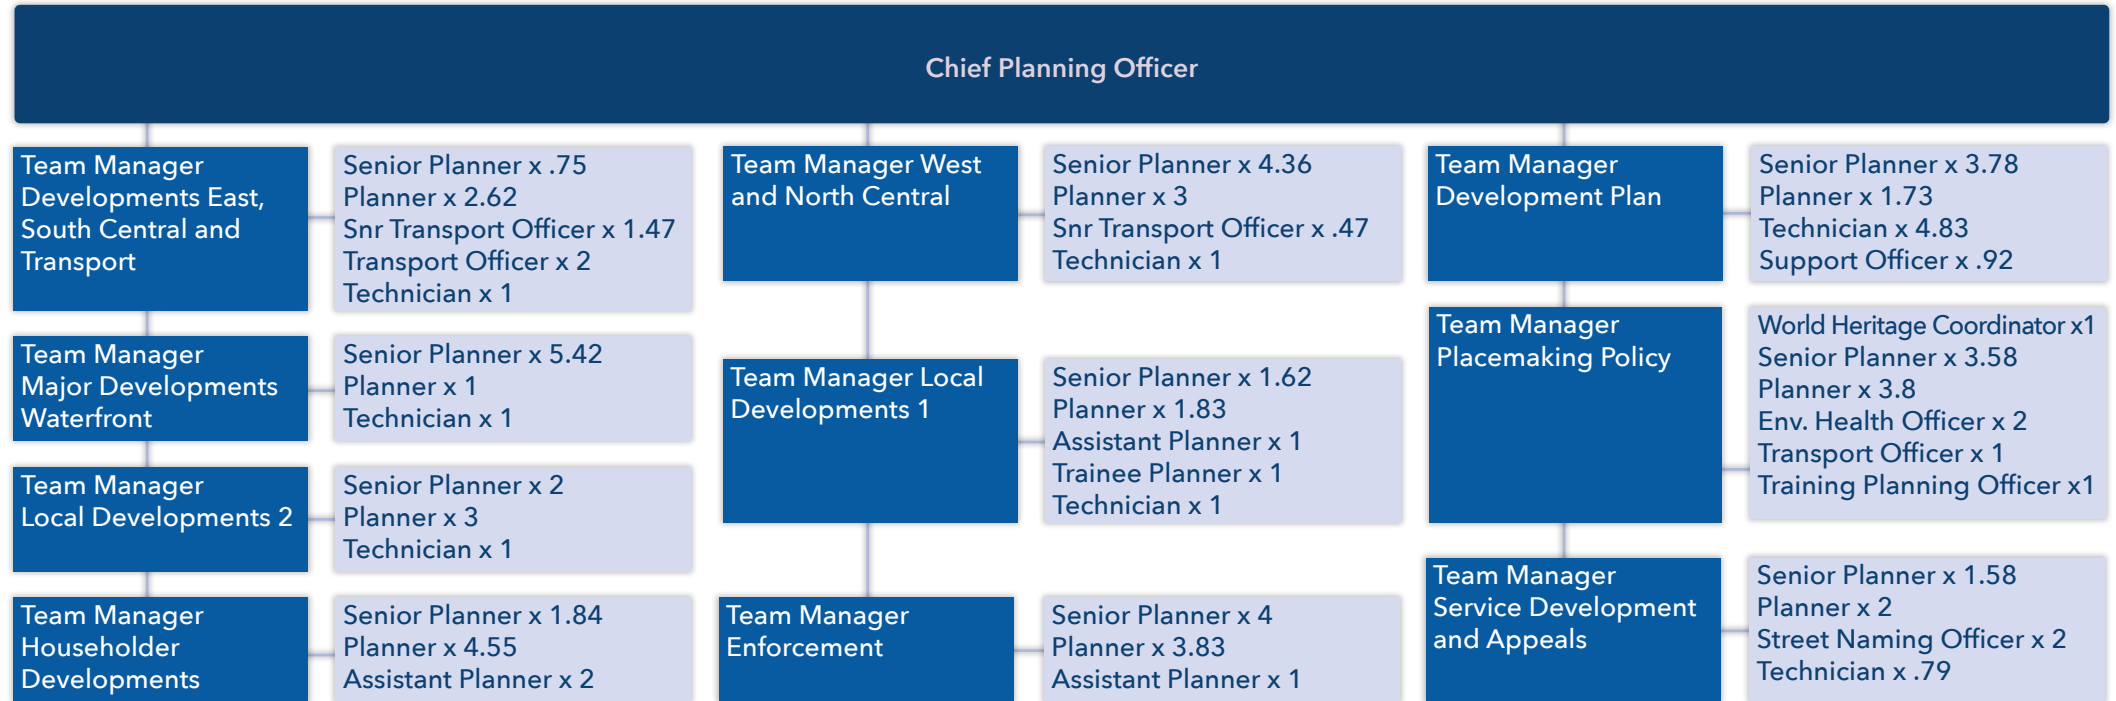 Chief Planning Officer
Team Manager
Developments East,
South Central and
Transport
Senior Planner x .75
Planner x 2.62
Snr Transport Officer x 1.47
Transport Officer x 2
Technician x 1
Team Manager
Major Developments
Waterfront
Senior Planner x 5.42
Planner x 1
Technician x 1
Team Manager
Local Developments 2
Senior Planner x 2
Planner x 3
Technician x 1
Team Manager
Householder
Developments
Senior Planner x 1.84
Planner x 4.55
Assistant Planner x 2
Team Manager West
and North Central
Senior Planner x 4.36
Planner x 3
Snr Transport Officer x .47
Technician x 1
Team Manager Local
Developments 1
Senior Planner x 1.62
Planner x 1.83
Assistant Planner x 1
Trainee Planner x 1
Technician x 1
Team Manager
Enforcement
Senior Planner x 4
Planner x 3.83
Assistant Planner x 1
Team Manager
Development Plan
Senior Planner x 3.78
Planner x 1.73
Technician x 4.83
Support Officer x .92
Team Manager
Placemaking Policy
World Heritage Coordinator x1
Senior Planner x 3.58
Planner x 3.8
Env. Health Officer x 2
Transport Officer x 1
Training Planning Officer x1
Team Manager
Service Development
and Appeals
Senior Planner x 1.58
Planner x 2
Street Naming Officer x 2
Technician x .79